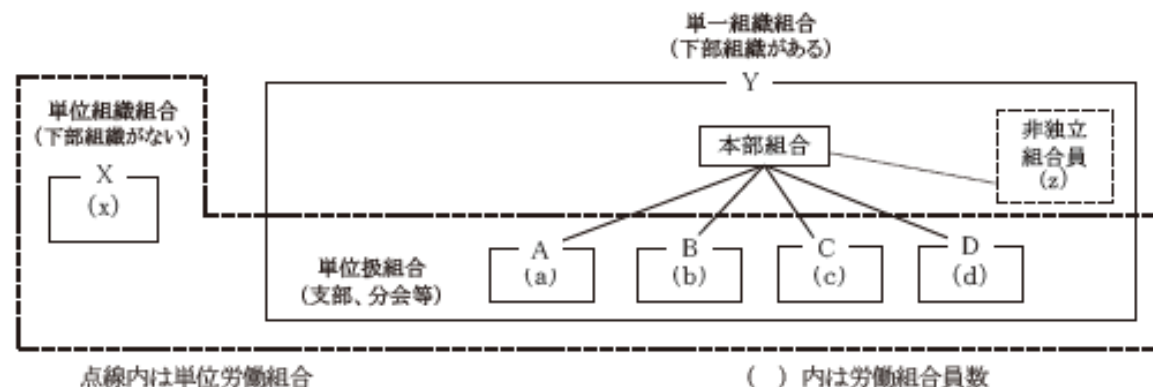 単一組織組合
(下部組織がある)
Y
単位組織組合
(下部組織がない)
X
(x)
本部組合
非独立
組合員
(z)
単位扱組合
(支部、分会等)
A
(a)
B
(b)
C
(c)
D
(d)
点線内は単位労働組合
( )内は労働組合員数